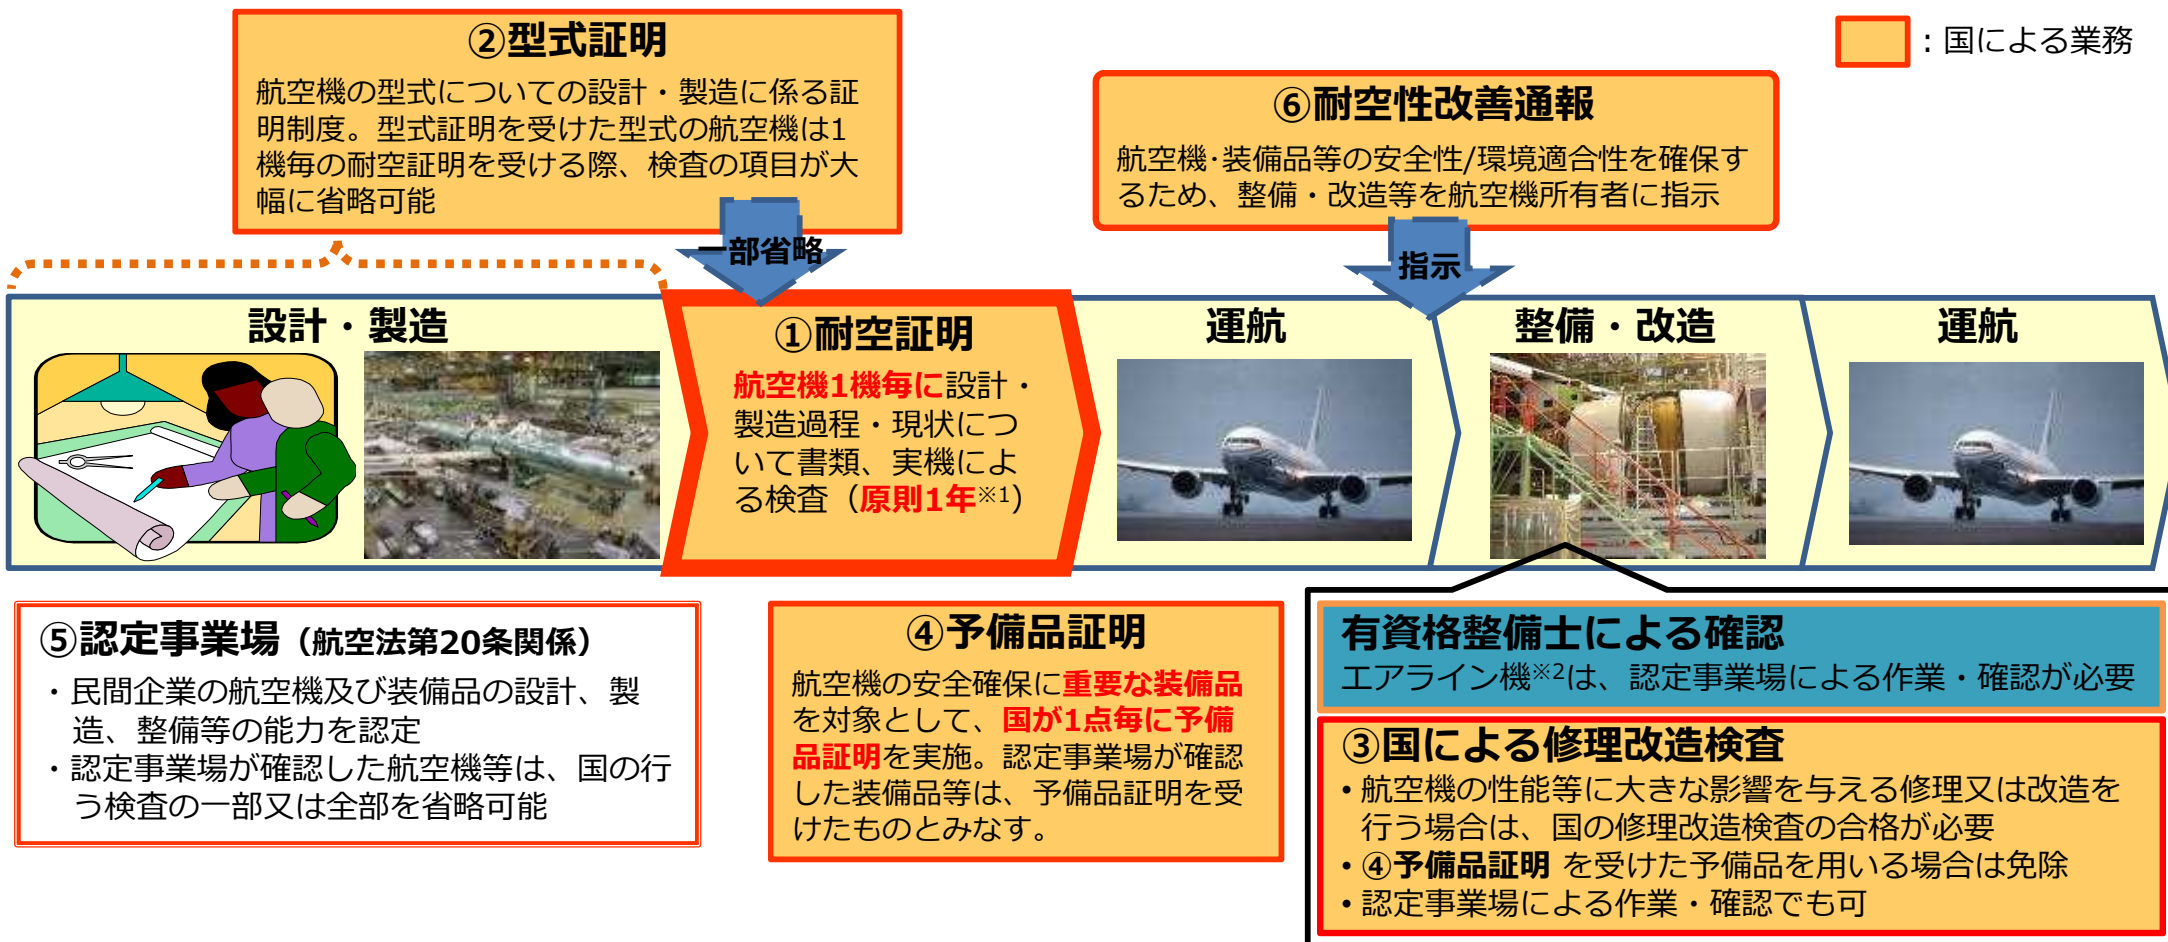 ②型式証明
航空機の型式についての設計・製造に係る証
明制度。型式証明を受けた型式の航空機は1
機毎の耐空証明を受ける際、検査の項目が大
幅に省略可能
：国による業務
⑥耐空性改善通報
航空機･装備品等の安全性/環境適合性を確保す
るため、整備・改造等を航空機所有者に指示
一部省略
指示
設計・製造
①耐空証明
航空機1機毎に設計・
製造過程・現状につ
いて書類、実機によ
る検査（原則1年※1）
運航
整備・改造
運航
⑤認定事業場（航空法第20条関係）
・民間企業の航空機及び装備品の設計、製
造、整備等の能力を認定
・認定事業場が確認した航空機等は、国の行
う検査の一部又は全部を省略可能
④予備品証明
航空機の安全確保に重要な装備品
を対象として、国が1点毎に予備
品証明を実施。認定事業場が確認
した装備品等は、予備品証明を受
けたものとみなす。
有資格整備士による確認
エアライン機※2は、認定事業場による作業・確認が必要
③国による修理改造検査
• 航空機の性能等に大きな影響を与える修理又は改造を
行う場合は、国の修理改造検査の合格が必要
• ④予備品証明 を受けた予備品を用いる場合は免除
• 認定事業場による作業・確認でも可